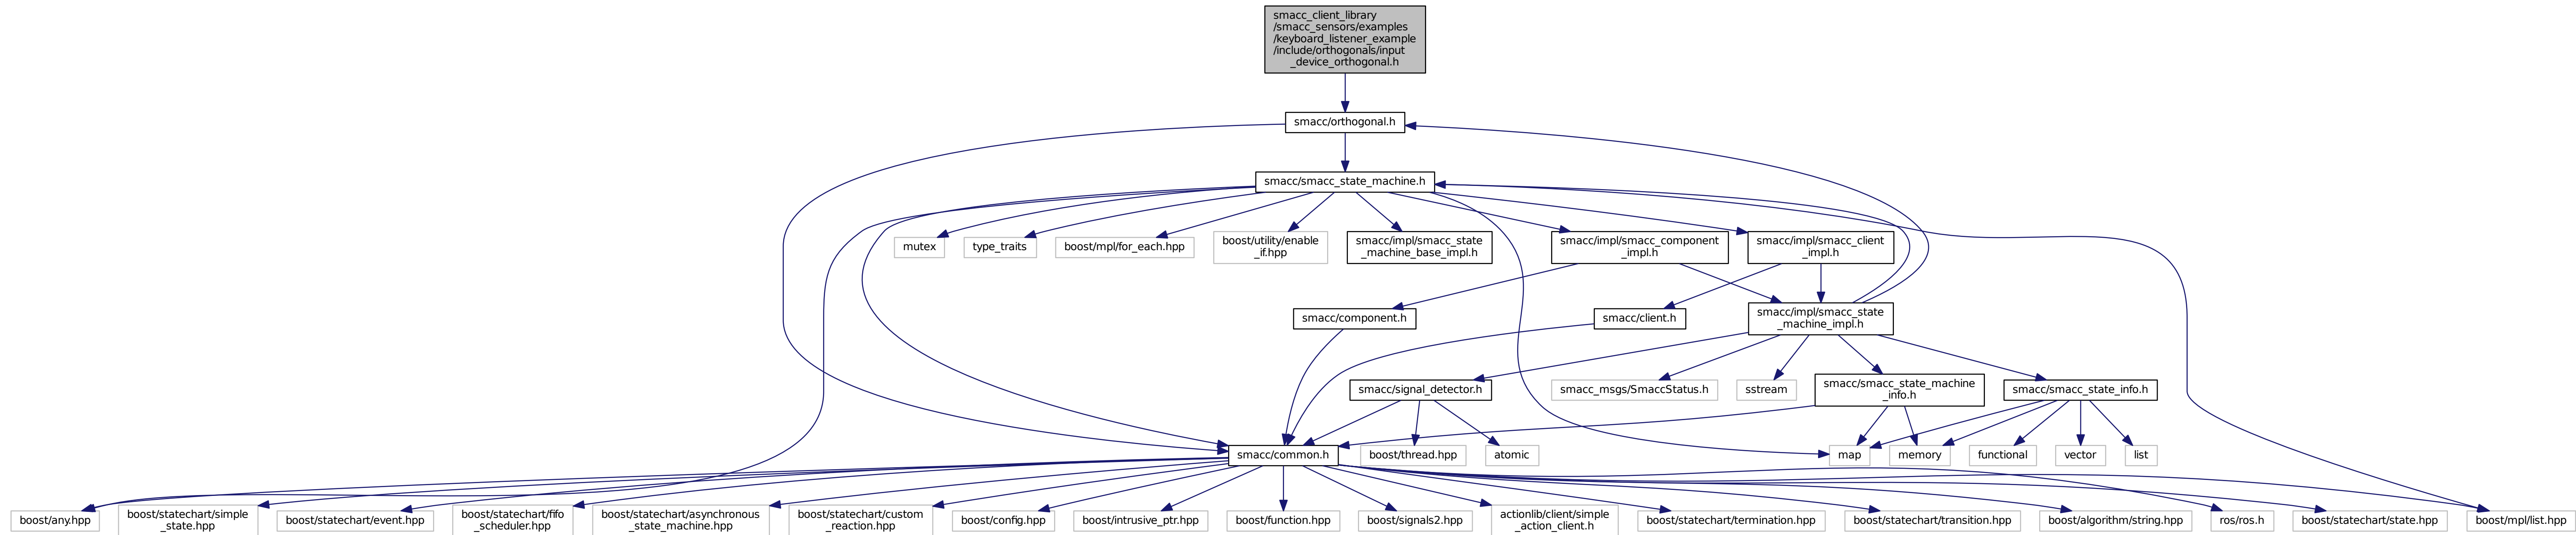 smacc_client_library
/smacc_sensors/examples
/keyboard_listener_example
/include/orthogonals/input
_device_orthogonal.h
smacc/orthogonal.h
smacc/smacc_state_machine.h
mutex
type_traits
boost/mpl/for_each.hpp
boost/utility/enable
_if.hpp
smacc/impl/smacc_state
_machine_base_impl.h
smacc/impl/smacc_component
_impl.h
smacc/impl/smacc_client
_impl.h
smacc/component.h
smacc/client.h
smacc/impl/smacc_state
_machine_impl.h
smacc/signal_detector.h
smacc_msgs/SmaccStatus.h
sstream
smacc/smacc_state_machine
_info.h
smacc/smacc_state_info.h
smacc/common.h
boost/thread.hpp
atomic
map
memory
functional
vector
list
boost/any.hpp
boost/statechart/simple
_state.hpp
boost/statechart/event.hpp
boost/statechart/fifo
_scheduler.hpp
boost/statechart/asynchronous
_state_machine.hpp
boost/statechart/custom
_reaction.hpp
boost/config.hpp
boost/intrusive_ptr.hpp
boost/function.hpp
boost/signals2.hpp
actionlib/client/simple
_action_client.h
boost/statechart/termination.hpp
boost/statechart/transition.hpp
boost/algorithm/string.hpp
ros/ros.h
boost/statechart/state.hpp
boost/mpl/list.hpp